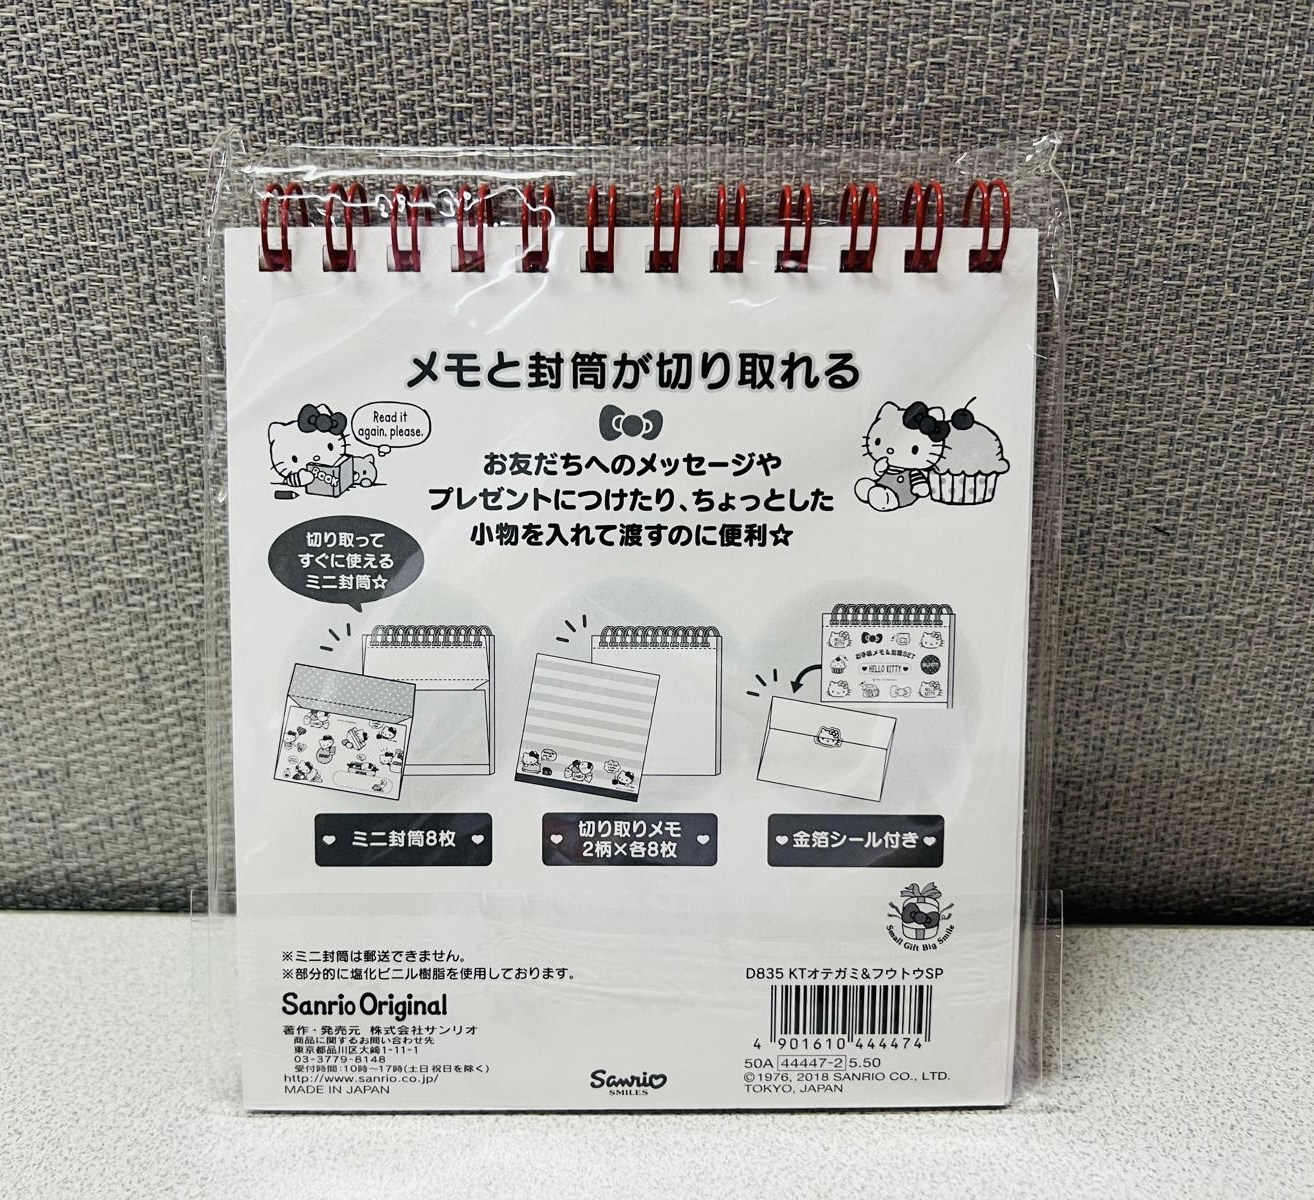 メモと封筒が切り取れる
Read it
again, please.
お友だちへのメッセージや
プレゼントにつけたり、ちょっとした
小物を入れて渡すのに便利☆
切り取って
すぐに使える
ミニ封筒☆
お手紙メモ&封筒SET
HELLO KITTY
ミニ封筒8枚
切り取りメモ
2柄×各8枚
金箔シール付き
Small Gift Big Smile
※ミニ封筒は郵送できません。
※部分的に塩化ビニル樹脂を使用しております。
Sanrio Original
著作・発売元 株式会社サンリオ
商品に関するお問い合わせ先
東京都品川区大崎1-11-1
03-3779-8148
受付時間:10時〜17時(土日祝日を除く)
http://www.sanrio.co.jp/
MADE IN JAPAN
Sanrio
SMILES
D835 KTオテガミ&フウトウSP
4 901610 444474
50A 44447-2 5.50
©1976, 2018 SANRIO CO., LTD.
TOKYO, JAPAN